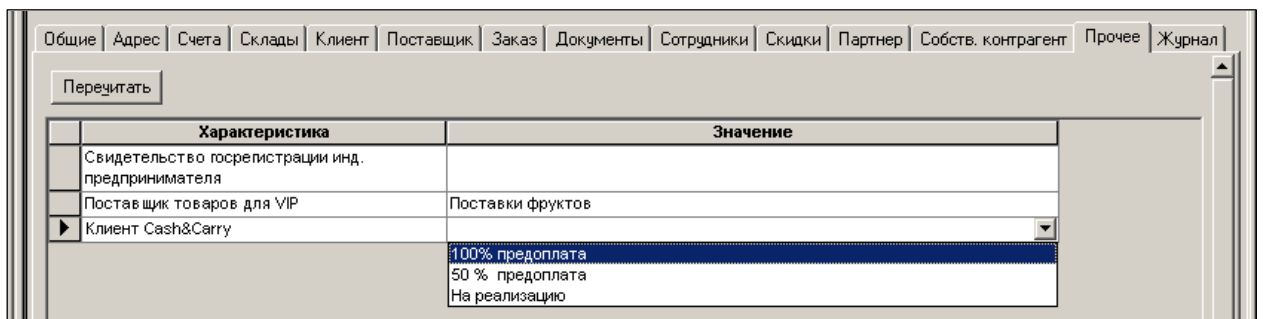 Общие Адрес Счета Склады Клиент Поставщик Заказ Документы Сотрудники Скидки Партнер Собств. контрагент Прочее Журнал
Перечитать
Характеристика Значение
Свидетельство госрегистрации инд.
предпринимателя
Поставщик товаров для VIP Поставки фруктов
Клиент Cash&Carry
100% предоплата
50 % предоплата
На реализацию